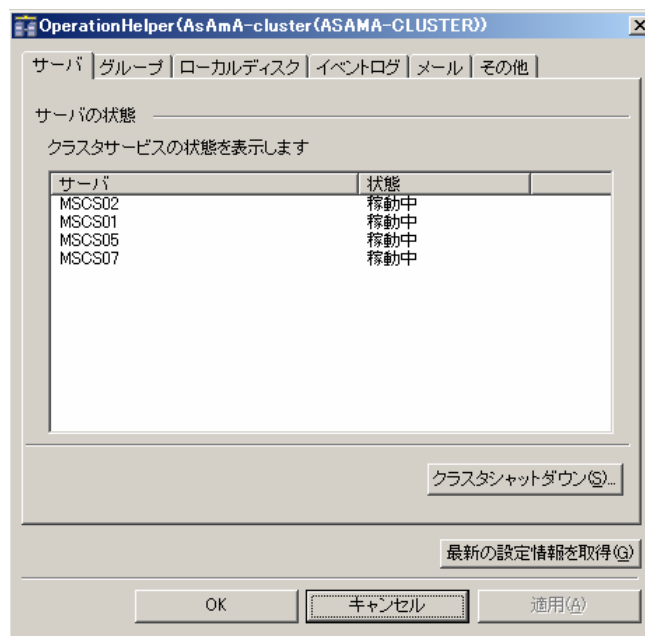 OperationHelper(AsAmA-cluster(ASAMA-CLUSTER))
サーバ グループ ローカルディスク イベントログ メール その他
サーバの状態
クラスタサービスの状態を表示します
サーバ 状態
MSCS02 稼動中
MSCS01 稼動中
MSCS05 稼動中
MSCS07 稼動中
クラスタシャットダウン(S)...
最新の設定情報を取得(G)
OK キャンセル 適用(A)